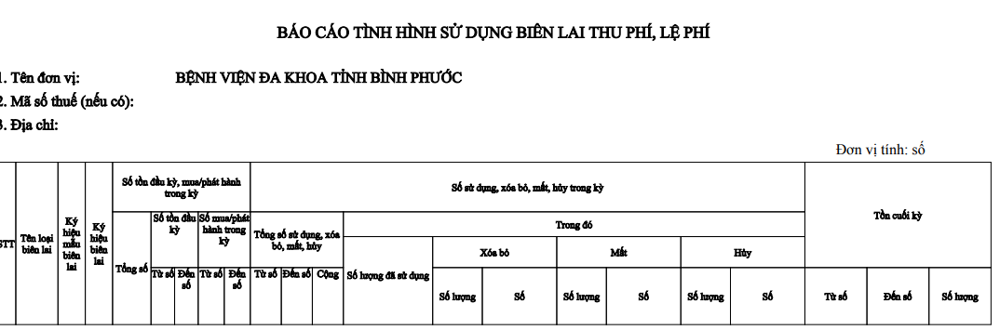 BÁO CÁO TÌNH HÌNH SỬ DỤNG BIÊN LAI THU PHÍ, LỆ PHÍ
1. Tên đơn vị: BỆNH VIỆN ĐA KHOA TỈNH BÌNH PHƯỚC
2. Mã số thuế (nếu có):
3. Địa chỉ:
Đơn vị tính: số
STT
Tên loại
biên lai
Ký
hiệu
mẫu
biên
lai
Ký
hiệu
biên
lai
Số tồn đầu kỳ, mua/phát hành
trong kỳ
Tổng số
Số tồn đầu
kỳ
Từ số
Đến
số
Số mua/phát
hành trong
kỳ
Từ số
Đến
số
Số sử dụng, xóa bỏ, mất, hủy trong kỳ
Tổng số sử dụng, xóa
bỏ, mất, hủy
Từ số
Đến số
Cộng
Trong đó
Số lượng đã sử dụng
Xóa bỏ
Số lượng
Số
Mất
Số lượng
Số
Hủy
Số lượng
Số
Tồn cuối kỳ
Từ số
Đến số
Số lượng